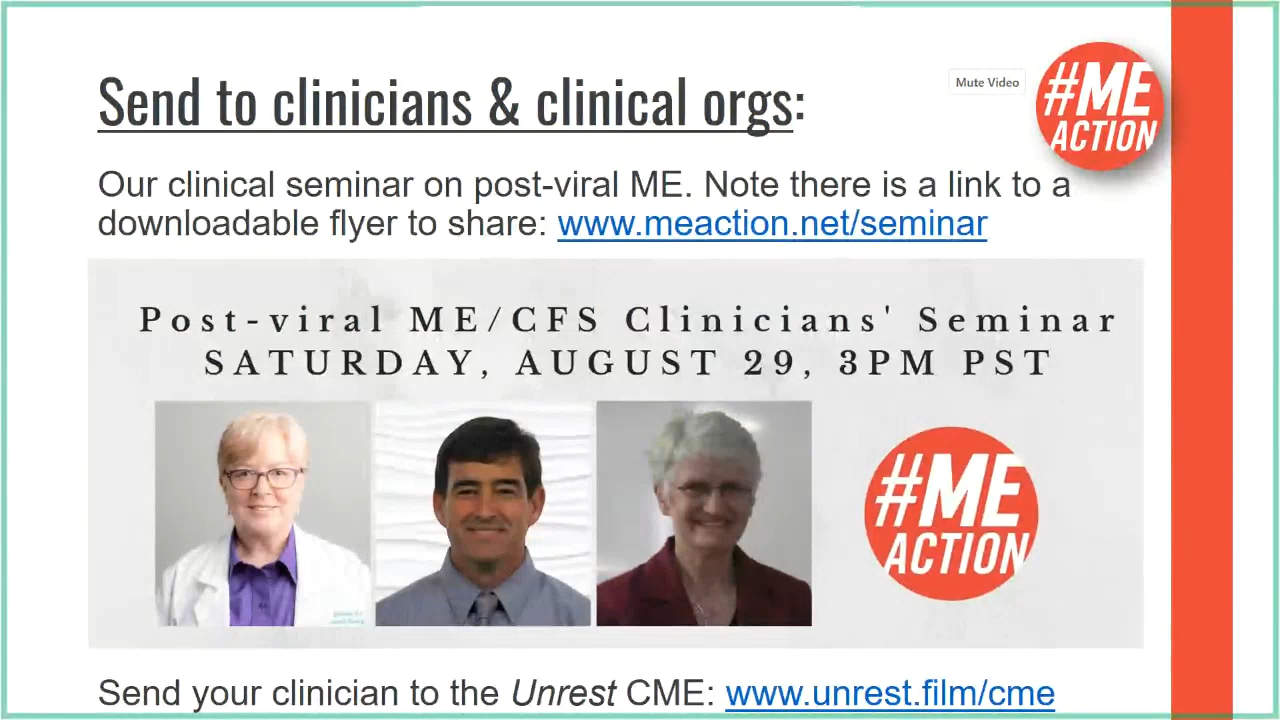 Send to clinicians & clinical orgs:
Mute Video
#ME
ACTION
Our clinical seminar on post-viral ME. Note there is a link to a
downloadable flyer to share: www.meaction.net/seminar
Post-viral ME/CFS Clinicians' Seminar
SATURDAY, AUGUST 29, 3PM PST
#ME
ACTION
Send your clinician to the Unrest CME: www.unrest.film/cme